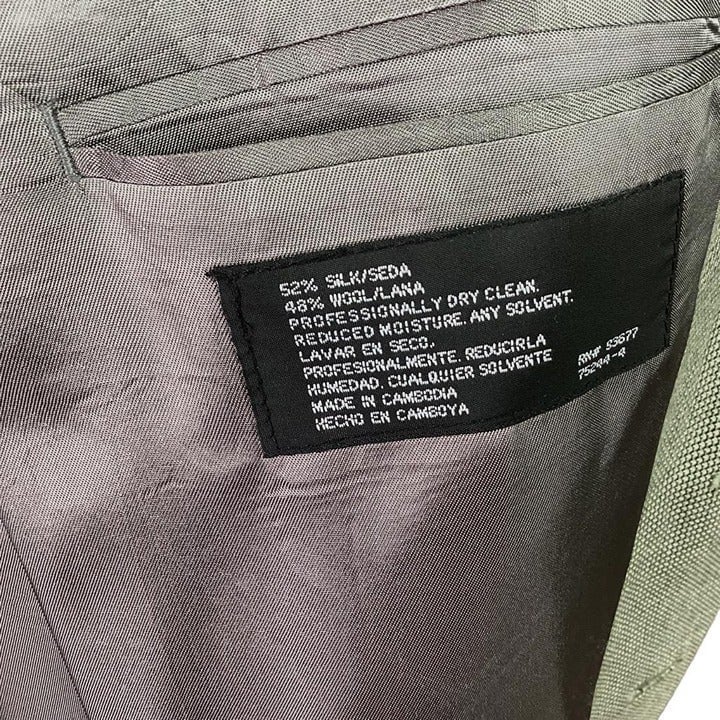 52% SILK/SEDA
48% WOOL/LANA
PROFESSIONALLY DRY CLEAN.
REDUCED MOISTURE. ANY SOLVENT.
LAVAR EN SECO.
PROFESIONALMENTE. REDUCIRLA
HUMEDAD. CUALQUIER SOLVENTE
MADE IN CAMBODIA
HECHO EN CAMBOYA
RN# 93677
75244-4